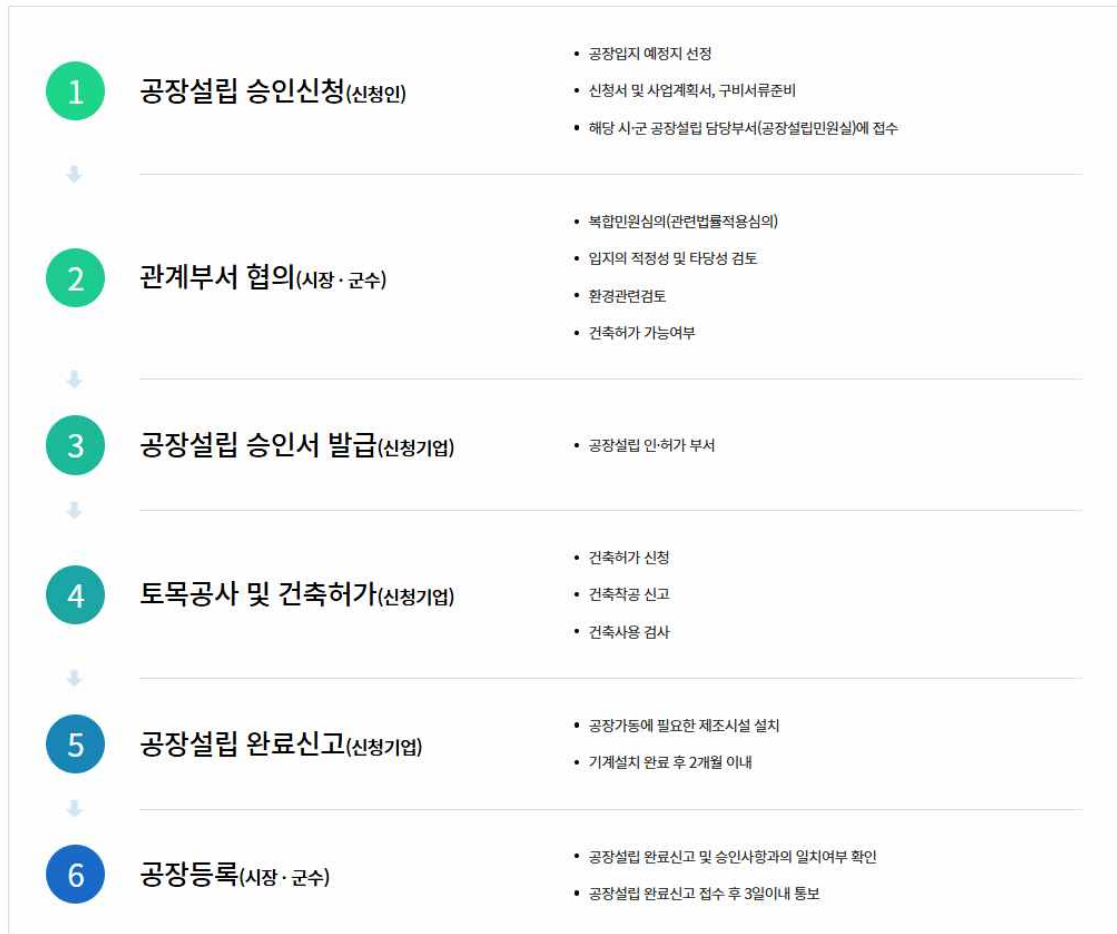 1
공장설립 승인신청(신청인)
• 공장입지 예정지 선정
• 신청서 및 사업계획서, 구비서류준비
• 해당 시·군 공장설립 담당부서(공장설립민원실)에 접수
2
관계부서 협의(시장 · 군수)
• 복합민원심의(관련법률적용심의)
• 입지의 적정성 및 타당성 검토
• 환경관련검토
• 건축허가 가능여부
3
공장설립 승인서 발급(신청기업)
• 공장설립 인·허가 부서
4
토목공사 및 건축허가(신청기업)
• 건축허가 신청
• 건축착공 신고
• 건축사용 검사
5
공장설립 완료신고(신청기업)
• 공장가동에 필요한 제조시설 설치
• 기계설치 완료 후 2개월 이내
6
공장등록(시장 · 군수)
• 공장설립 완료신고 및 승인사항과의 일치여부 확인
• 공장설립 완료신고 접수 후 3일이내 통보